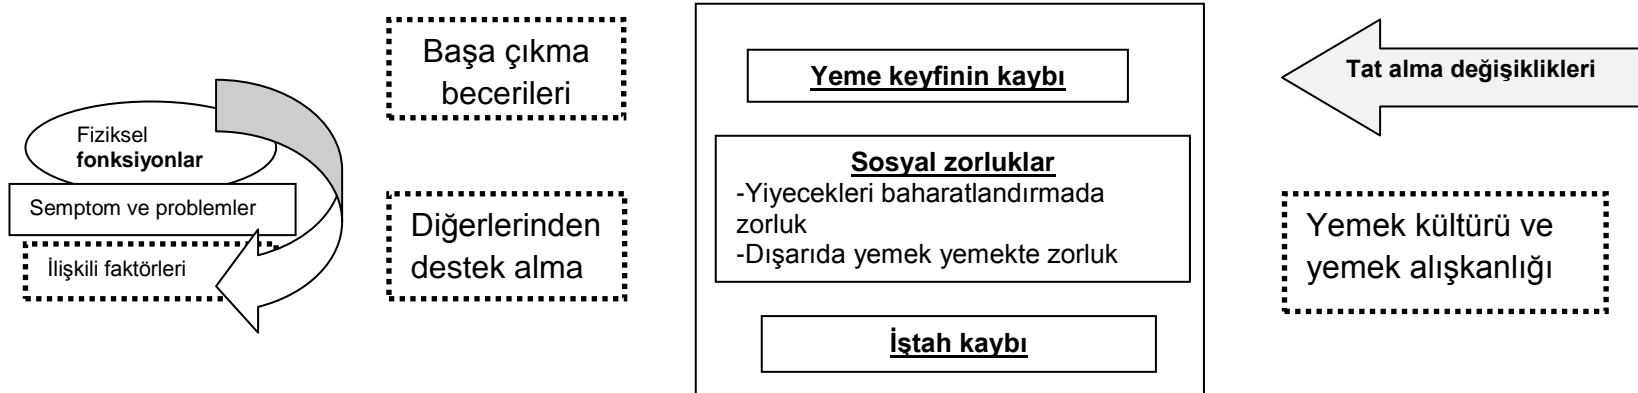 Fiziksel
fonksiyonlar
Semptom ve problemler
İlişkili faktörleri
Başa çıkma
becerileri
Diğerlerinden
destek alma
Yeme keyfinin kaybı
Sosyal zorluklar
-Yiyecekleri baharatlandırmada
zorluk
-Dışarıda yemek yemekte zorluk
İştah kaybı
Tat alma değişiklikleri
Yemek kültürü ve
yemek alışkanlığı